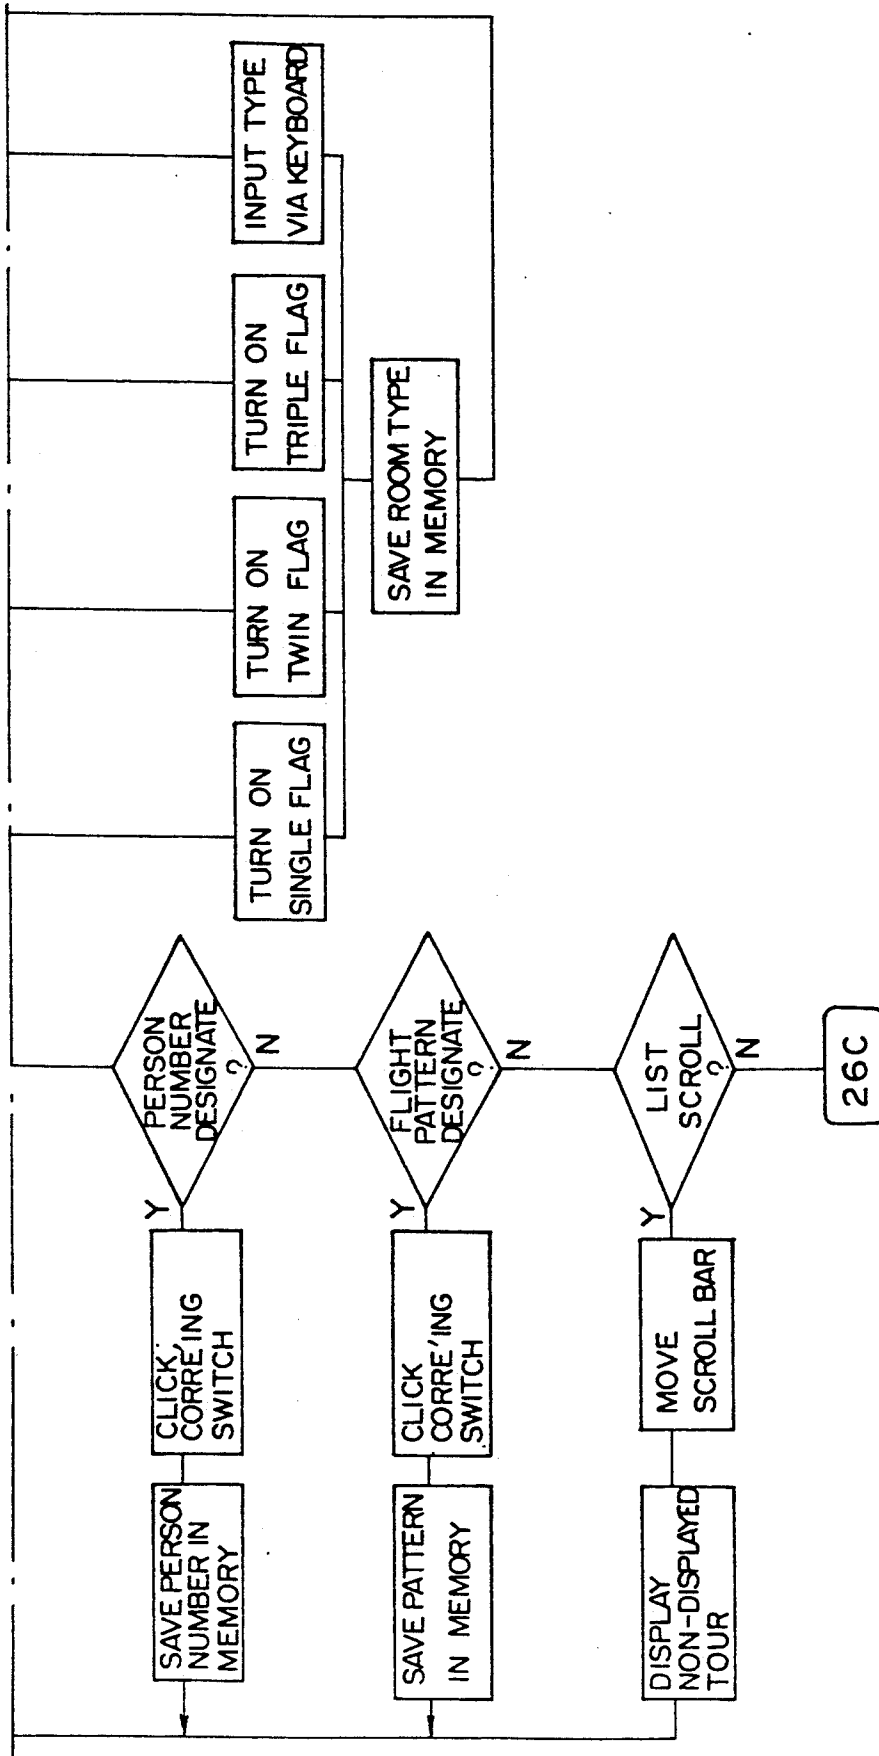 SAVE PERSON
NUMBER IN
MEMORY
CLICK
CORRE'ING
SWITCH
Y
PERSON
NUMBER
DESIGNATE
?
N
TURN ON
SINGLE FLAG
TURN ON
TWIN FLAG
TURN ON
TRIPLE FLAG
INPUT TYPE
VIA KEYBOARD
SAVE ROOM TYPE
IN MEMORY
SAVE PATTERN
IN MEMORY
CLICK
CORRE'ING
SWITCH
Y
FLIGHT
PATTERN
DESIGNATE
?
N
DISPLAY
NON-DISPLAYED
TOUR
MOVE
SCROLL BAR
Y
LIST
SCROLL
?
N
26C